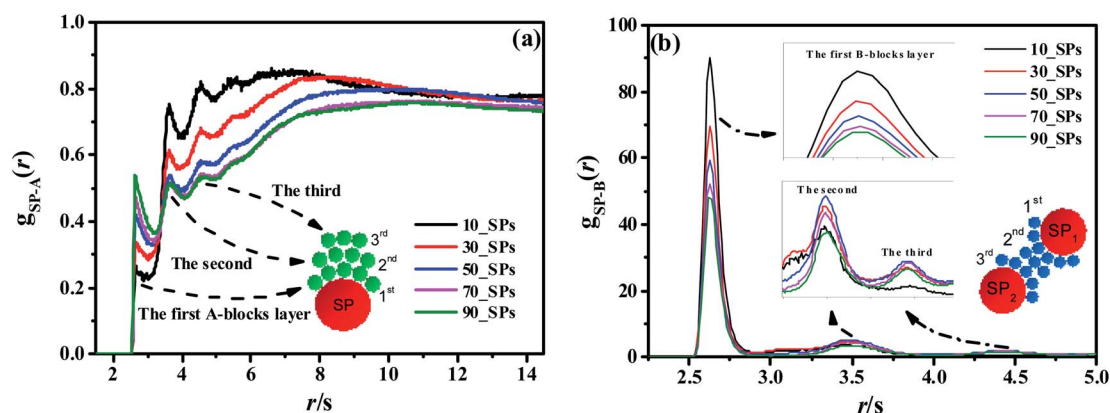 (a)
g_SP-A(r)
1.0
0.8
0.6
0.4
0.2
0.0
2 4 6 8 10 12 14
r/s
The third
The second
The first A-blocks layer
3rd
2nd
1st
SP
10_SPs
30_SPs
50_SPs
70_SPs
90_SPs
(b)
g_SP-B(r)
100
80
60
40
20
0
2.5 3.0 3.5 4.0 4.5 5.0
r/s
The first B-blocks layer
The second
The third
10_SPs
30_SPs
50_SPs
70_SPs
90_SPs
1st
2nd
3rd
SP1
SP2